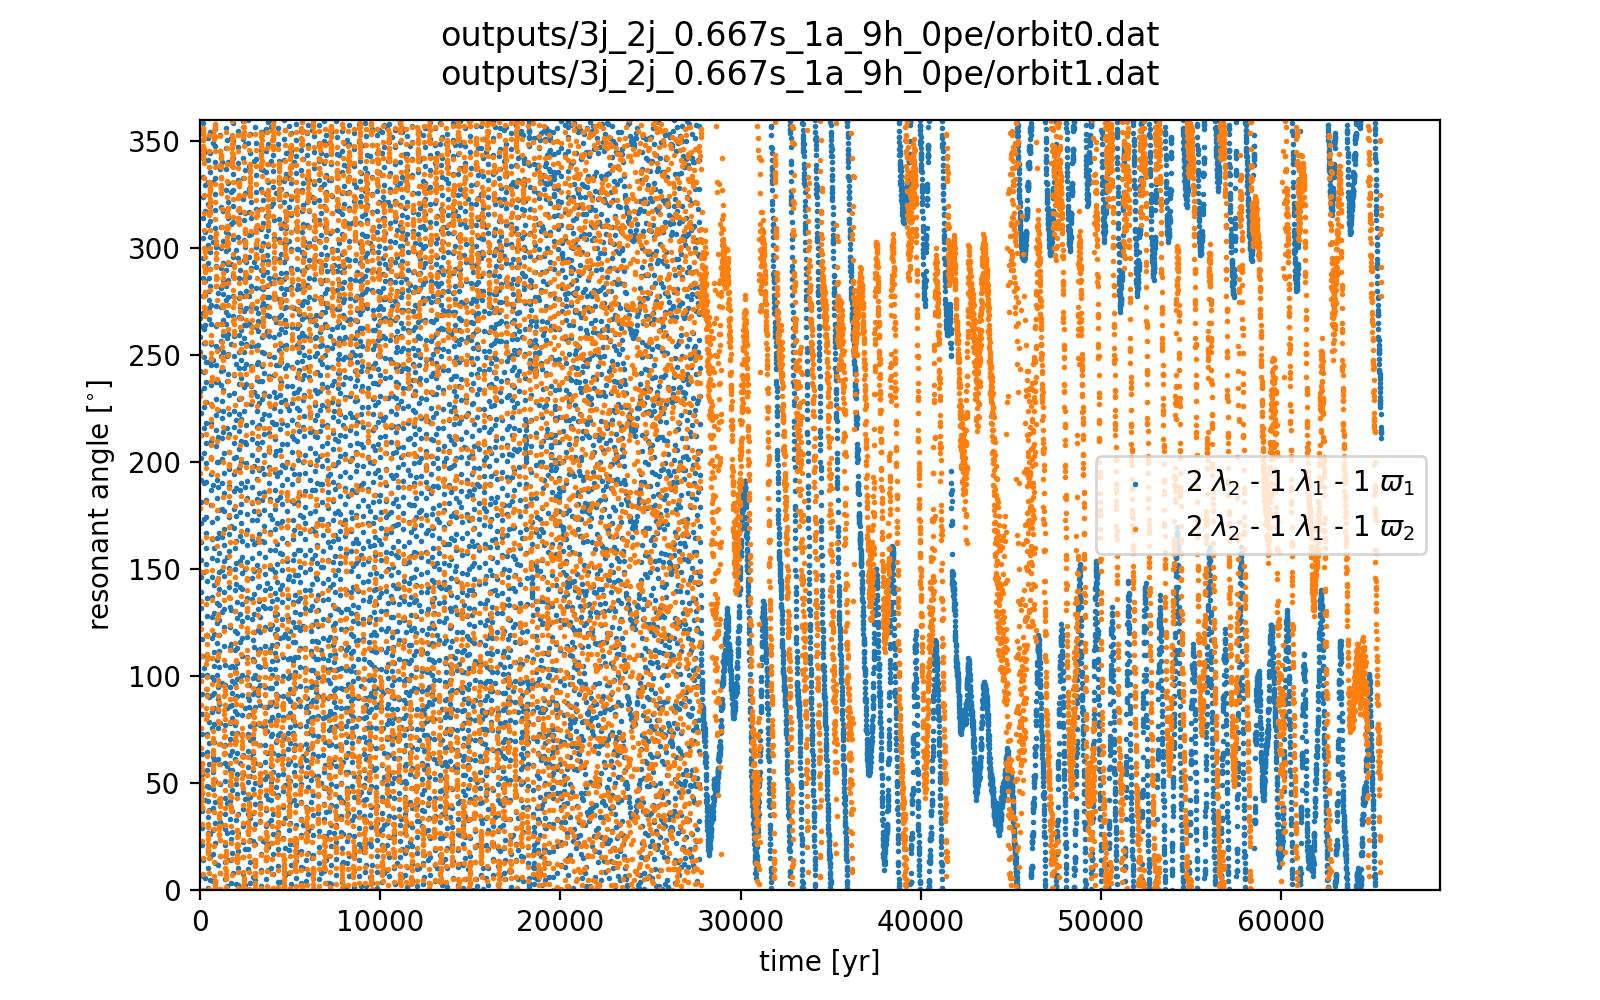 outputs/3j_2j_0.667s_1a_9h_0pe/orbit0.dat
outputs/3j_2j_0.667s_1a_9h_0pe/orbit1.dat
350
300
250
200
150
100
50
0
resonant angle [°]
2 λ₂ - 1 λ₁ - 1 ϖ₁
2 λ₂ - 1 λ₁ - 1 ϖ₂
0 10000 20000 30000 40000 50000 60000
time [yr]